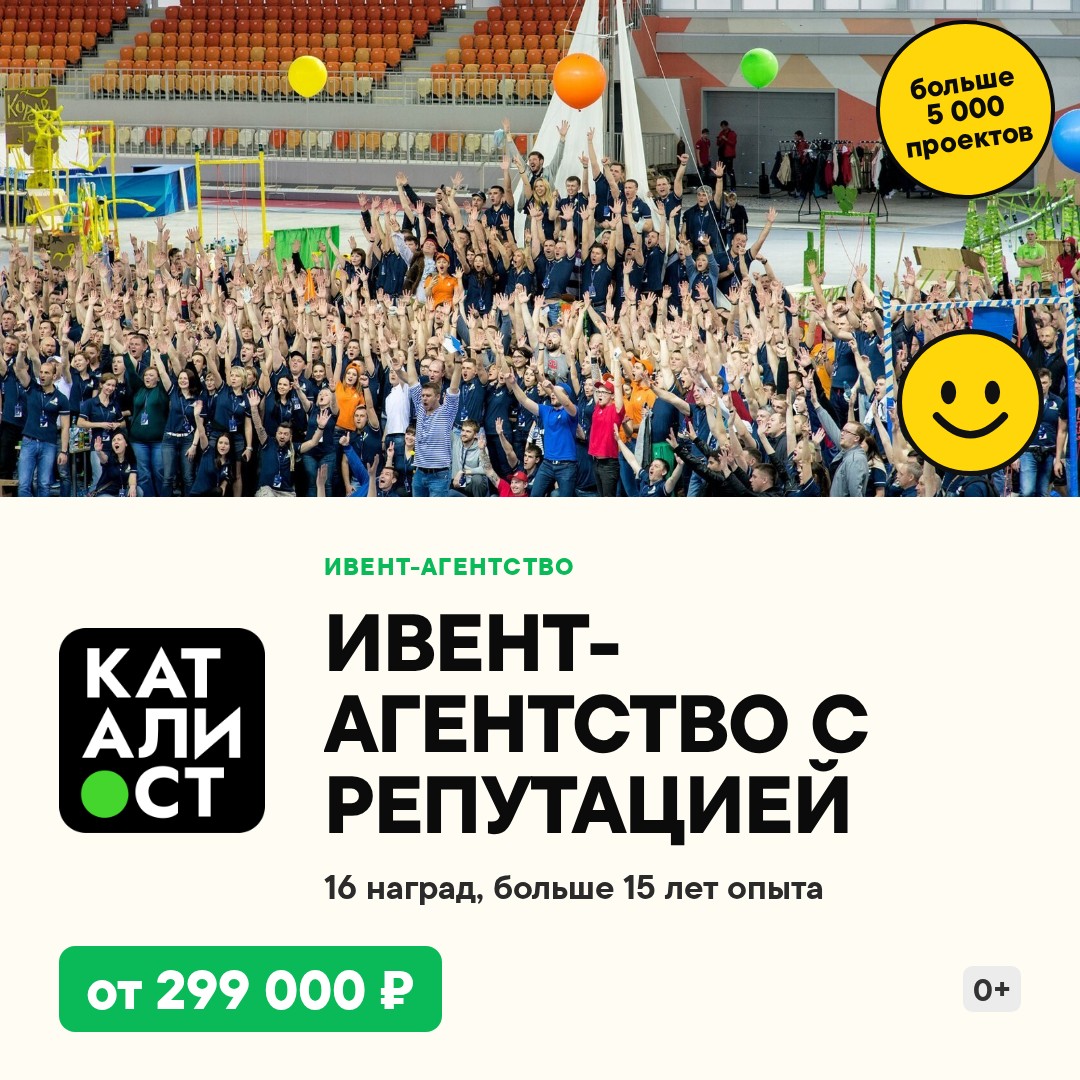 больше
5 000
проектов
ИВЕНТ-АГЕНТСТВО
ИВЕНТ-
АГЕНТСТВО С
РЕПУТАЦИЕЙ
КАТ
АЛИ
СТ
16 наград, больше 15 лет опыта
от 299 000 ₽
0+